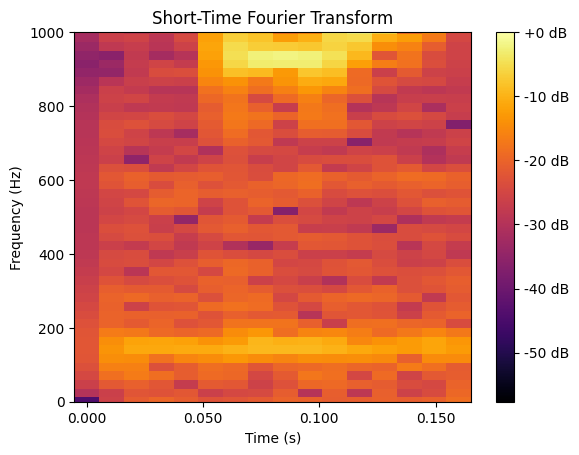 Short-Time Fourier Transform
1000
800
600
400
200
0
Frequency (Hz)
0.000
0.050
0.100
0.150
Time (s)
+0 dB
-10 dB
-20 dB
-30 dB
-40 dB
-50 dB